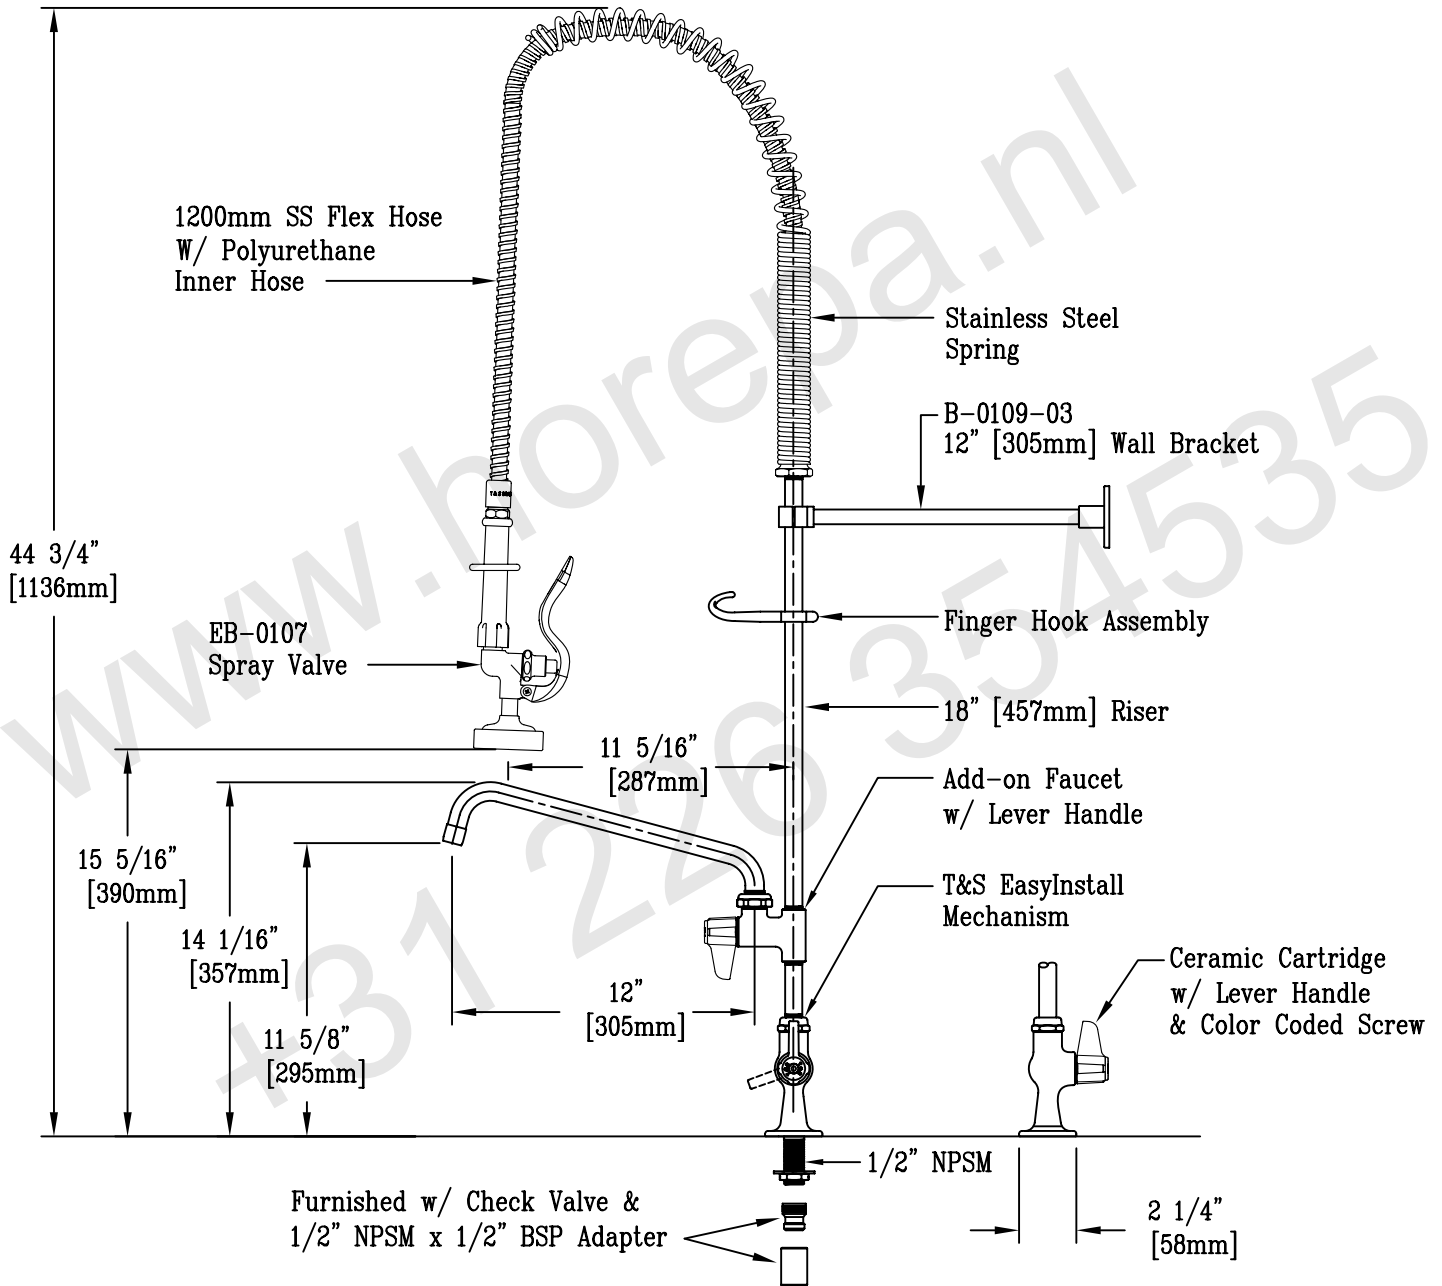 1200mm SS Flex Hose
W/ Polyurethane
Inner Hose
Stainless Steel
Spring
B-0109-03
12" [305mm] Wall Bracket
44 3/4"
[1136mm]
EB-0107
Spray Valve
Finger Hook Assembly
18" [457mm] Riser
11 5/16"
[287mm]
Add-on Faucet
w/ Lever Handle
15 5/16"
[390mm]
T&S EasyInstall
Mechanism
14 1/16"
[357mm]
12"
[305mm]
Ceramic Cartridge
w/ Lever Handle
& Color Coded Screw
11 5/8"
[295mm]
1/2" NPSM
Furnished w/ Check Valve &
1/2" NPSM x 1/2" BSP Adapter
2 1/4"
[58mm]
www.horepa.nl
+31 226 354535